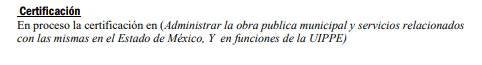 Certificación
En proceso la certificación en (Administrar la obra publica municipal y servicios relacionados
con las mismas en el Estado de México, Y en funciones de la UIPPE)